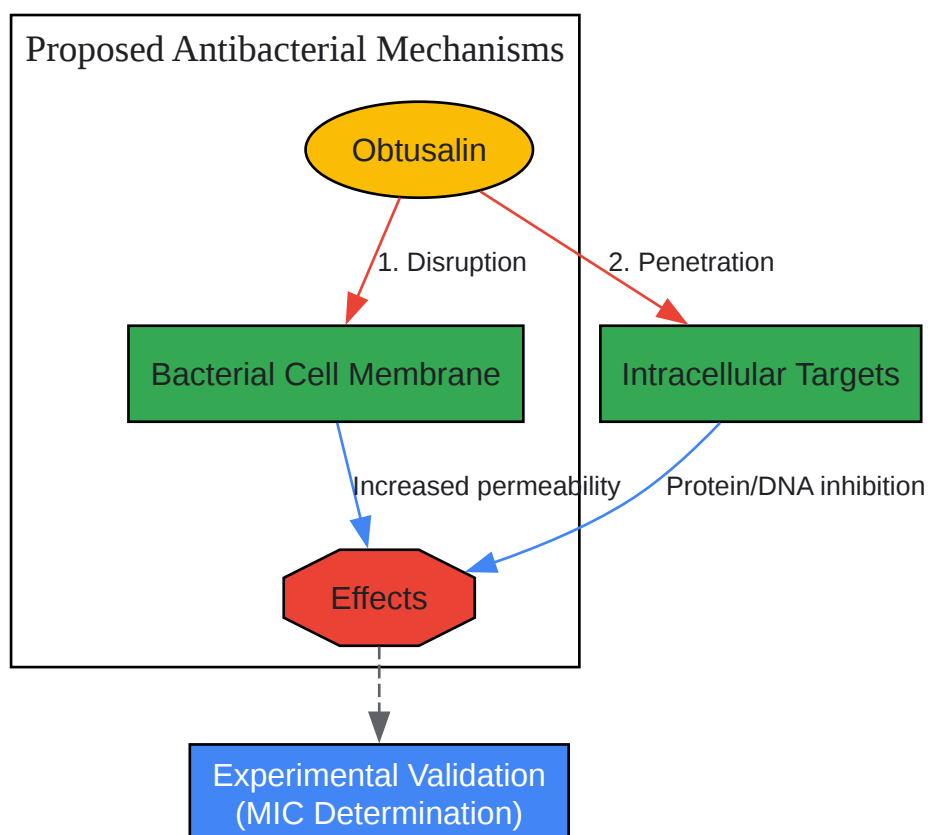 Proposed Antibacterial Mechanisms
Obtusalin
1. Disruption
2. Penetration
Bacterial Cell Membrane
Intracellular Targets
Increased permeability
Protein/DNA inhibition
Effects
Experimental Validation
(MIC Determination)